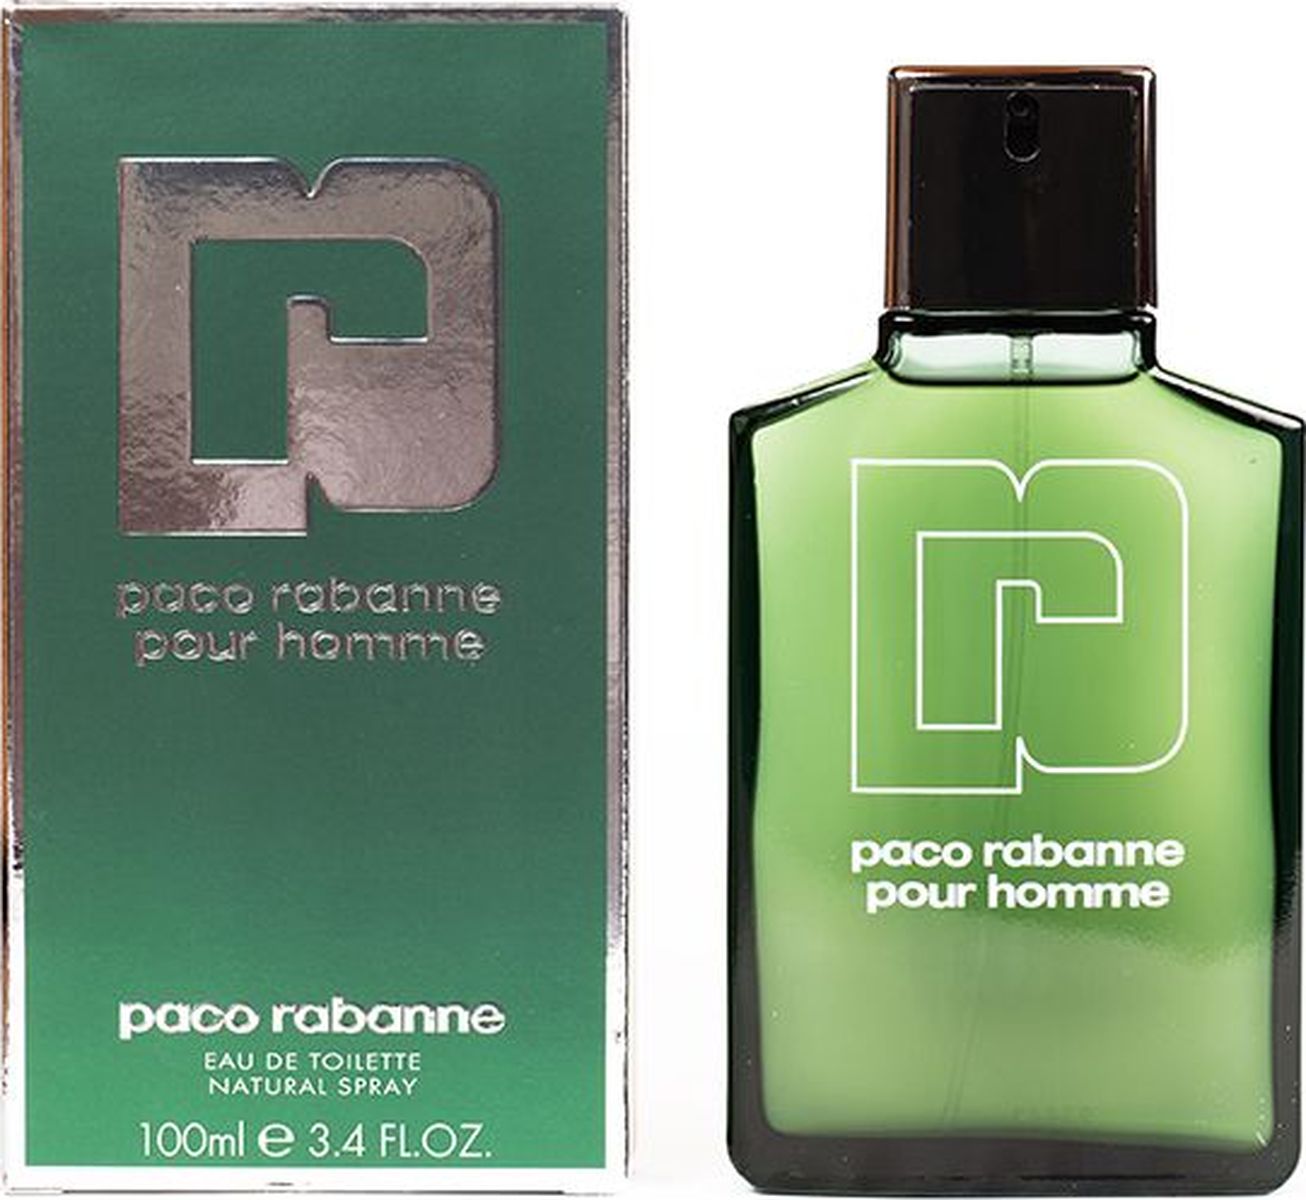 paco rabanne
pour homme
paco rabanne
EAU DE TOILETTE
NATURAL SPRAY
100ml e 3.4 FL.OZ.
paco rabanne
pour homme